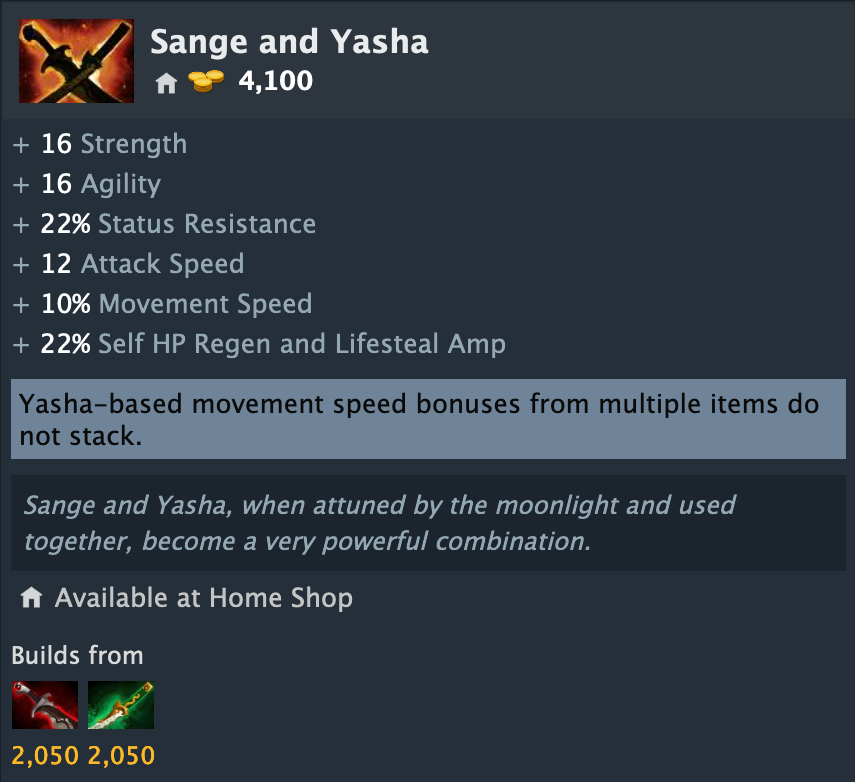 Sange and Yasha
4,100
+ 16 Strength
+ 16 Agility
+ 22% Status Resistance
+ 12 Attack Speed
+ 10% Movement Speed
+ 22% Self HP Regen and Lifesteal Amp
Yasha-based movement speed bonuses from multiple items do
not stack.
Sange and Yasha, when attuned by the moonlight and used
together, become a very powerful combination.
Available at Home Shop
Builds from
2,050 2,050